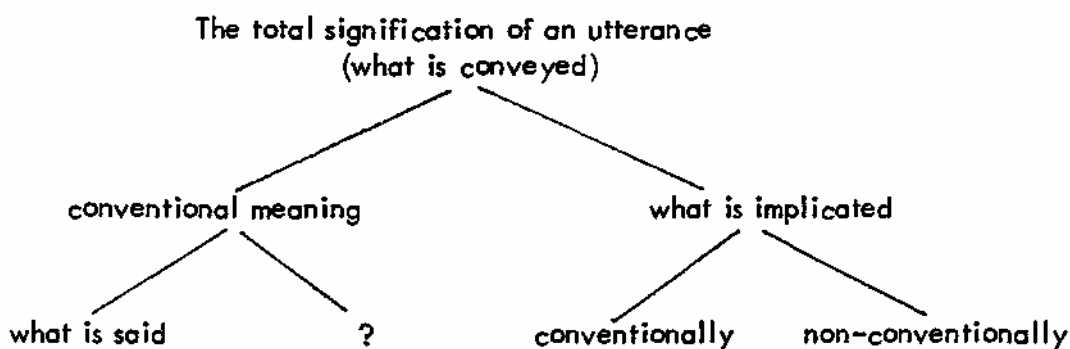 The total signification of an utterance
(what is conveyed)
conventional meaning
what is implicated
what is said
?
conventionally
non-conventionally